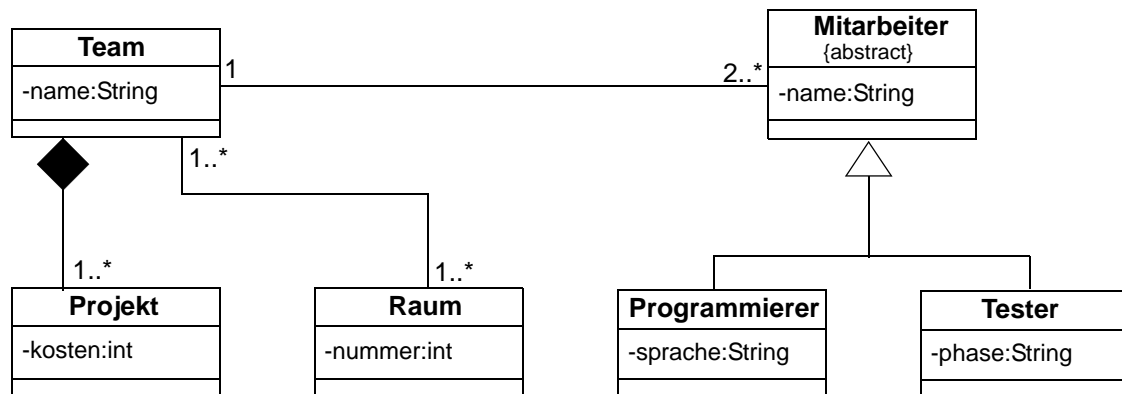 Team
-name:String
1
2..*
Mitarbeiter
{abstract}
-name:String
1..*
1..*
1..*
Projekt
-kosten:int
Raum
-nummer:int
Programmierer
-sprache:String
Tester
-phase:String